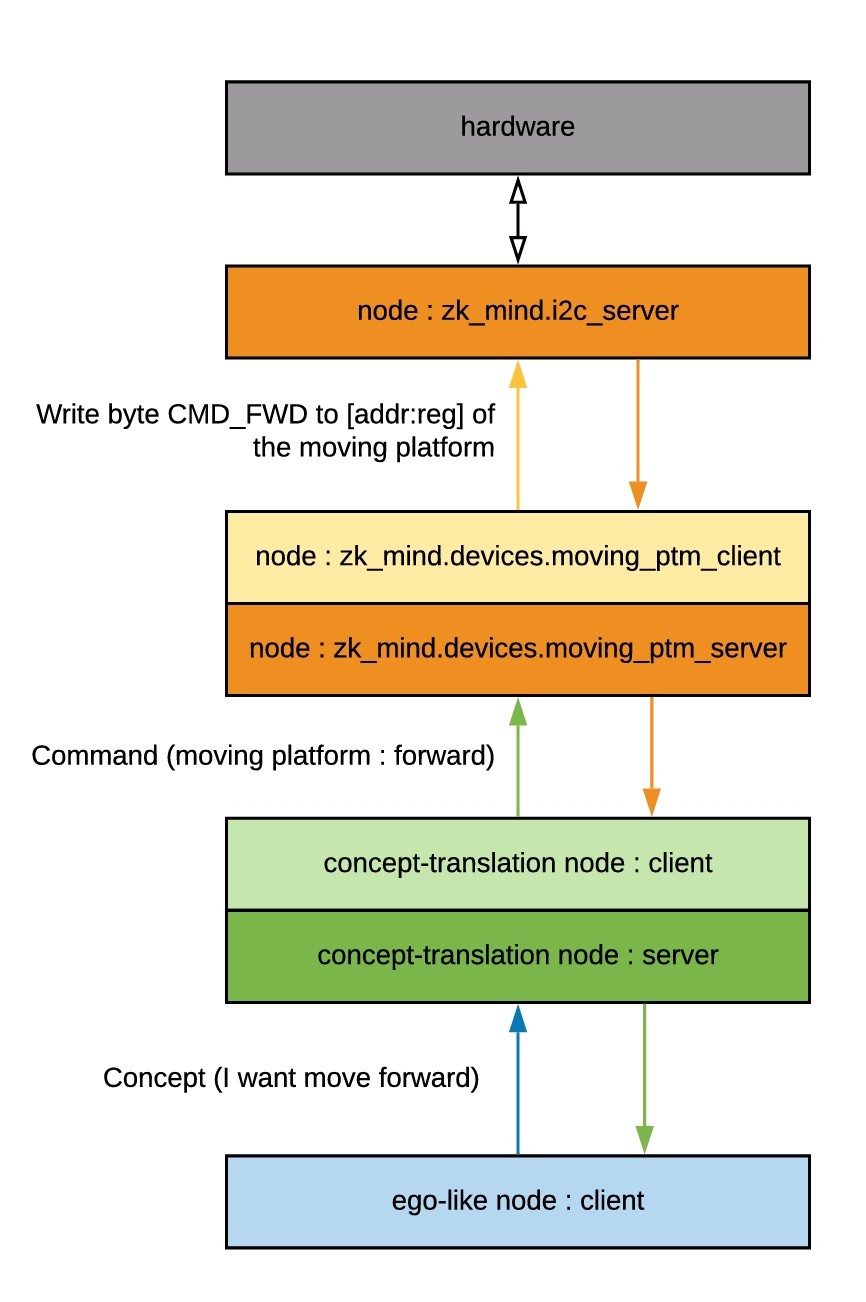 hardware
node : zk_mind.i2c_server
Write byte CMD_FWD to [addr:reg] of
the moving platform
node : zk_mind.devices.moving_ptm_client
node : zk_mind.devices.moving_ptm_server
Command (moving platform : forward)
concept-translation node : client
concept-translation node : server
Concept (I want move forward)
ego-like node : client